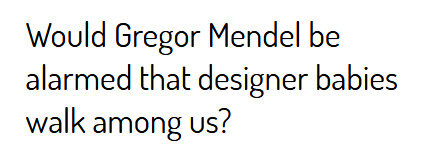 Would Gregor Mendel be
alarmed that designer babies
walk among us?